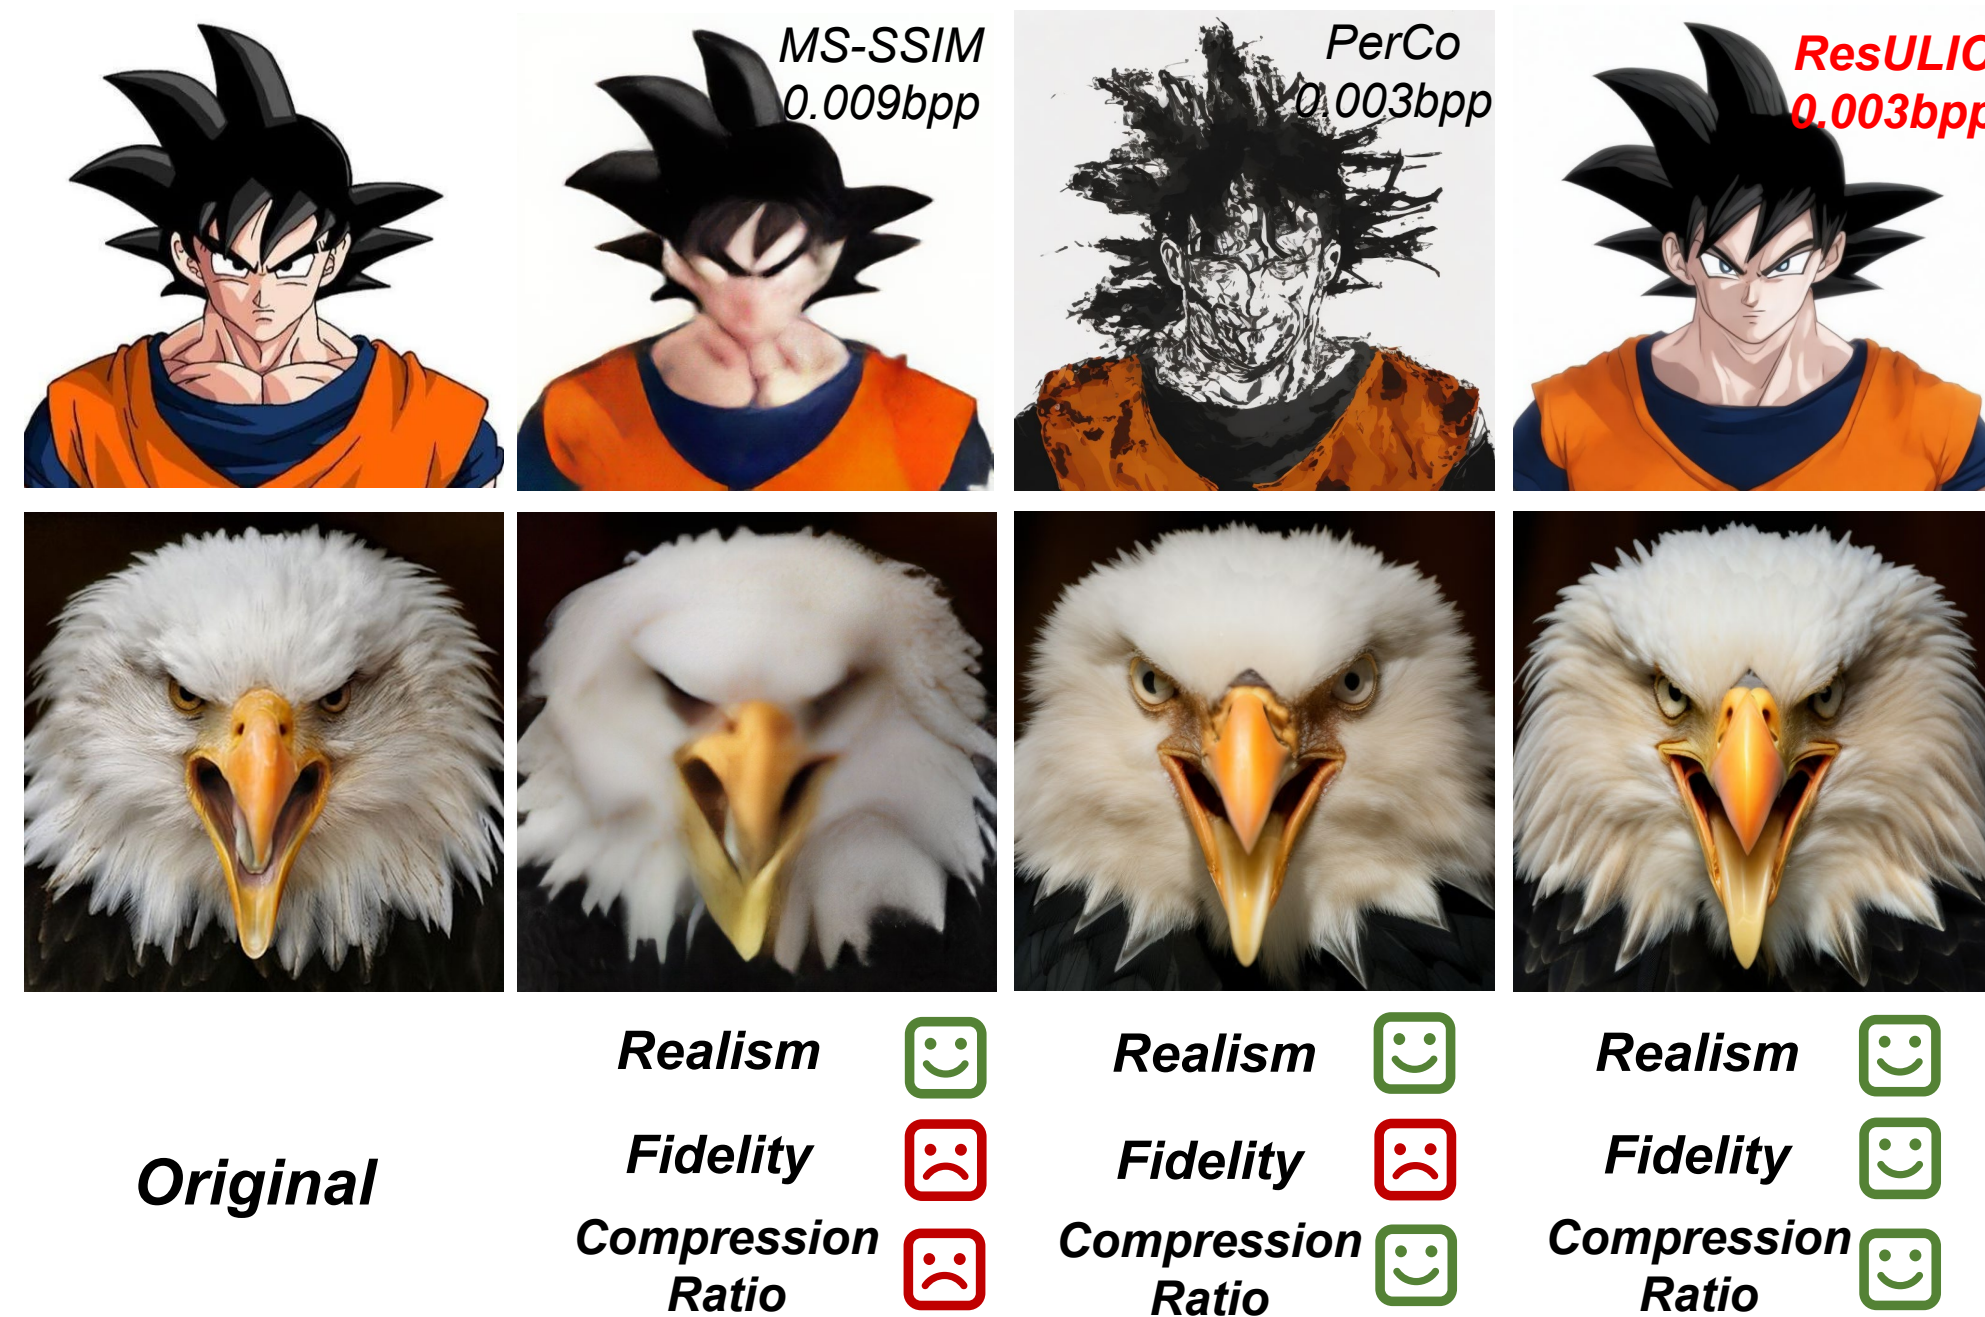 MS-SSIM
0.009bpp
PerCo
0.003bpp
ResULIC
0.003bpp
Original
Realism
Fidelity
Compression
Ratio
Realism
Fidelity
Compression
Ratio
Realism
Fidelity
Compression
Ratio